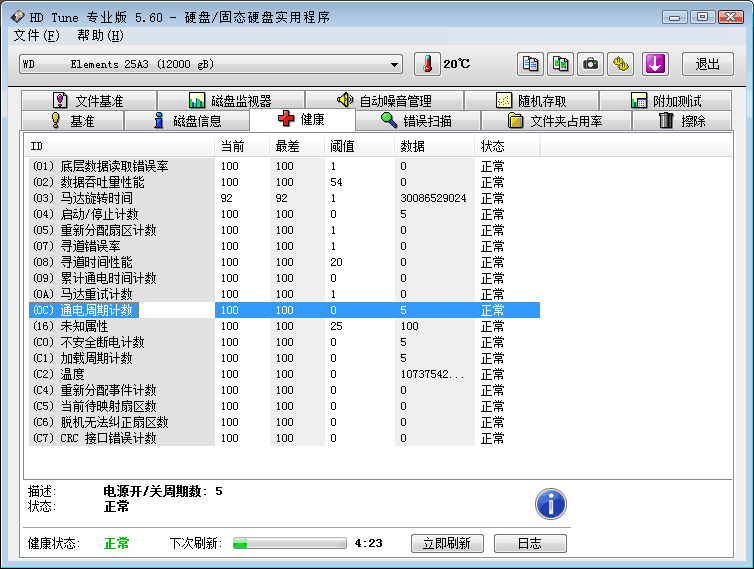 HD Tune 专业版 5.60 - 硬盘/固态硬盘实用程序
文件(F) 帮助(H)
WD Elements 25A3 (12000 gB) 20℃ 退出
文件基准 磁盘监视器 自动噪音管理 随机存取 附加测试
基准 磁盘信息 健康 错误扫描 文件夹占用率 擦除
ID 当前 最差 阈值 数据 状态
(01) 底层数据读取错误率 100 100 1 0 正常
(02) 数据吞吐量性能 100 100 54 0 正常
(03) 马达旋转时间 92 92 1 30086529024 正常
(04) 启动/停止计数 100 100 0 5 正常
(05) 重新分配扇区计数 100 100 1 0 正常
(07) 寻道错误率 100 100 1 0 正常
(08) 寻道时间性能 100 100 20 0 正常
(09) 累计通电时间计数 100 100 0 0 正常
(0A) 马达重试计数 100 100 1 0 正常
(0C) 通电周期计数 100 100 0 5 正常
(16) 未知属性 100 100 25 100 正常
(C0) 不安全断电计数 100 100 0 5 正常
(C1) 加载周期计数 100 100 0 5 正常
(C2) 温度 100 100 0 10737542... 正常
(C4) 重新分配事件计数 100 100 0 0 正常
(C5) 当前待映射扇区数 100 100 0 0 正常
(C6) 脱机无法纠正扇区数 100 100 0 0 正常
(C7) CRC 接口错误计数 100 100 0 0 正常
描述: 电源开/关周期数: 5
状态: 正常
健康状态: 正常 下次刷新: 4:23 立即刷新 日志